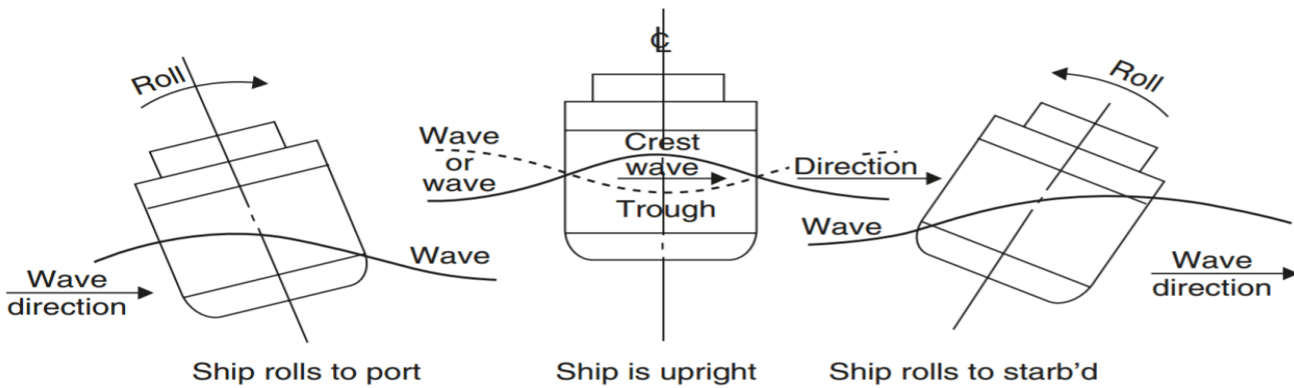 Roll
Wave
direction
Wave
Ship rolls to port
℄
Wave
or
wave
Crest
wave
Trough
Direction
Ship is upright
Roll
Wave
Wave
direction
Ship rolls to starb'd